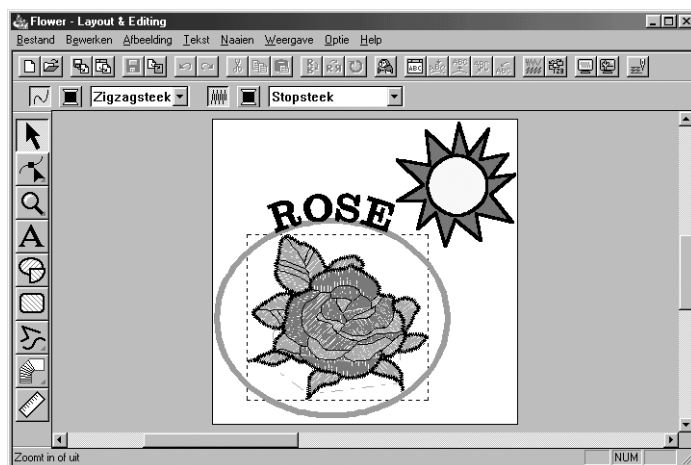 Flower - Layout & Editing
Bestand Bewerken Afbeelding Tekst Naaien Weergave Optie Help
Zigzagsteek Stopsteek
A
ROSE
Zoomt in of uit NUM